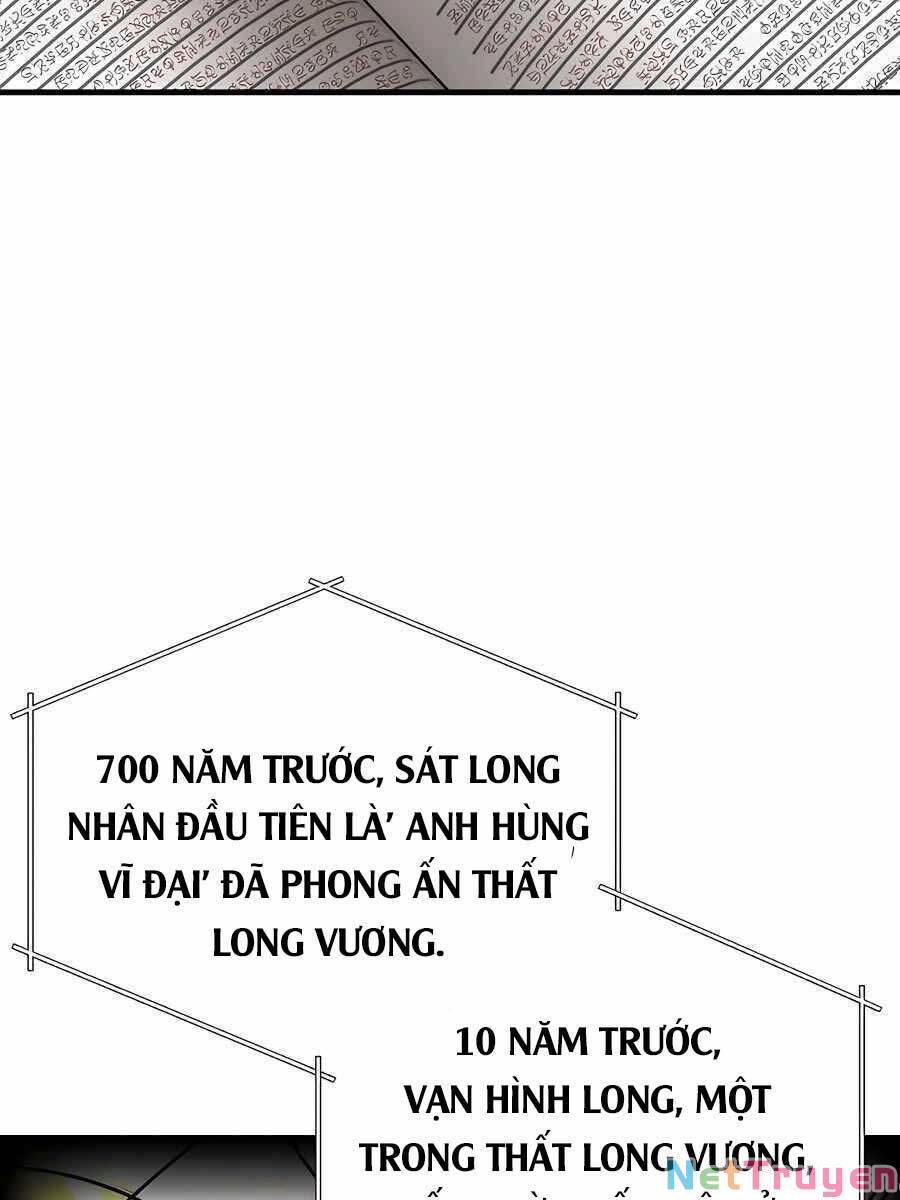 700 NĂM TRƯỚC, SÁT LONG
NHÂN ĐẦU TIÊN LÀ' ANH HÙNG
VĨ ĐẠI' ĐÃ PHONG ẤN THẤT
LONG VƯƠNG.
10 NĂM TRƯỚC,
VẠN HÌNH LONG, MỘT
TRONG THẤT LONG VƯƠNG,
NetTruyen